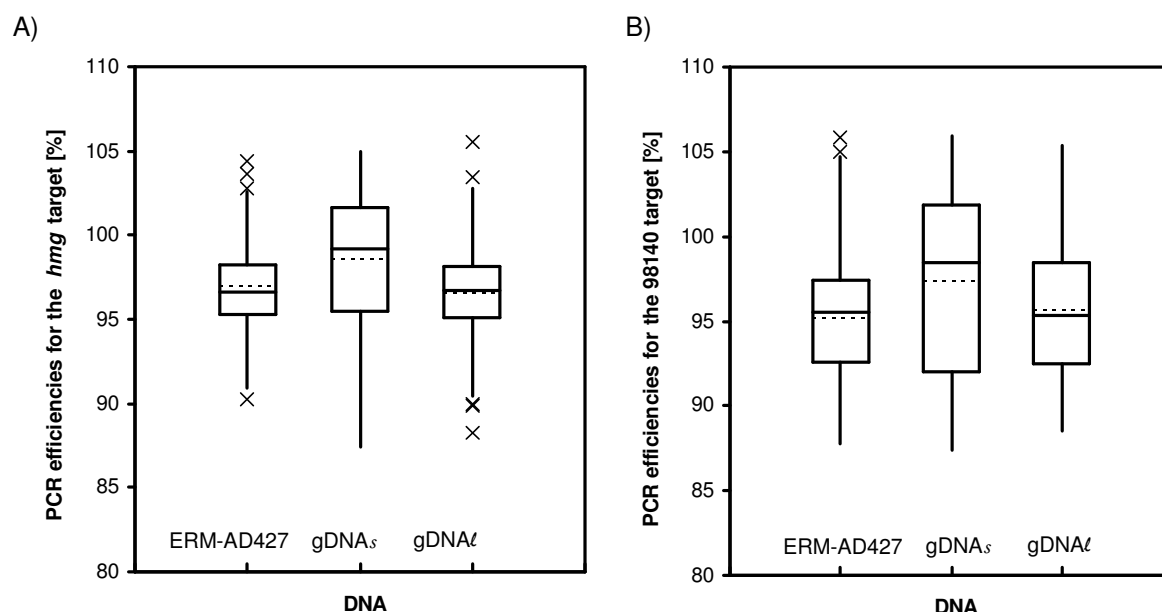 A)
PCR efficiencies for the hmg target [%]
110
105
100
95
90
85
80
ERM-AD427 gDNAs gDNAℓ
DNA
B)
PCR efficiencies for the 98140 target [%]
110
105
100
95
90
85
80
ERM-AD427 gDNAs gDNAℓ
DNA